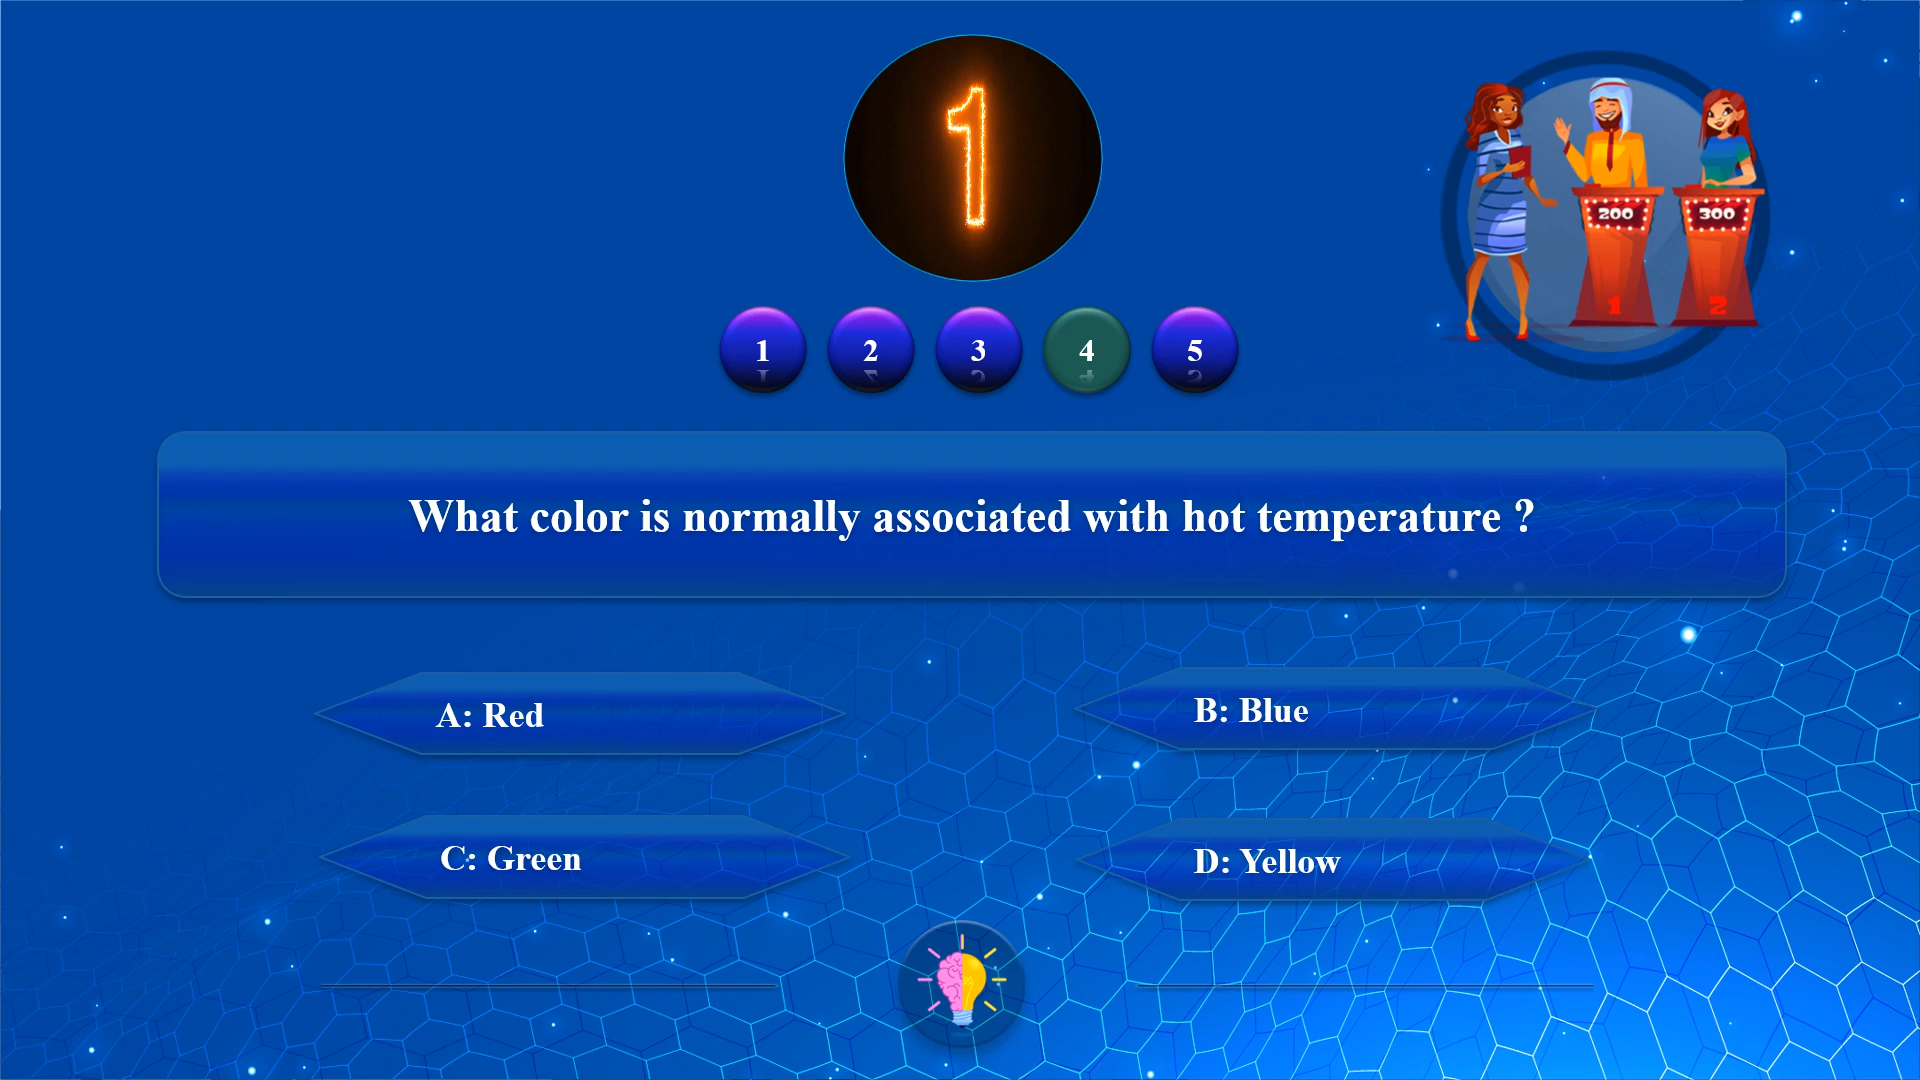 1
200
300
1
2
1
2
3
4
5
What color is normally associated with hot temperature ?
A: Red
B: Blue
C: Green
D: Yellow